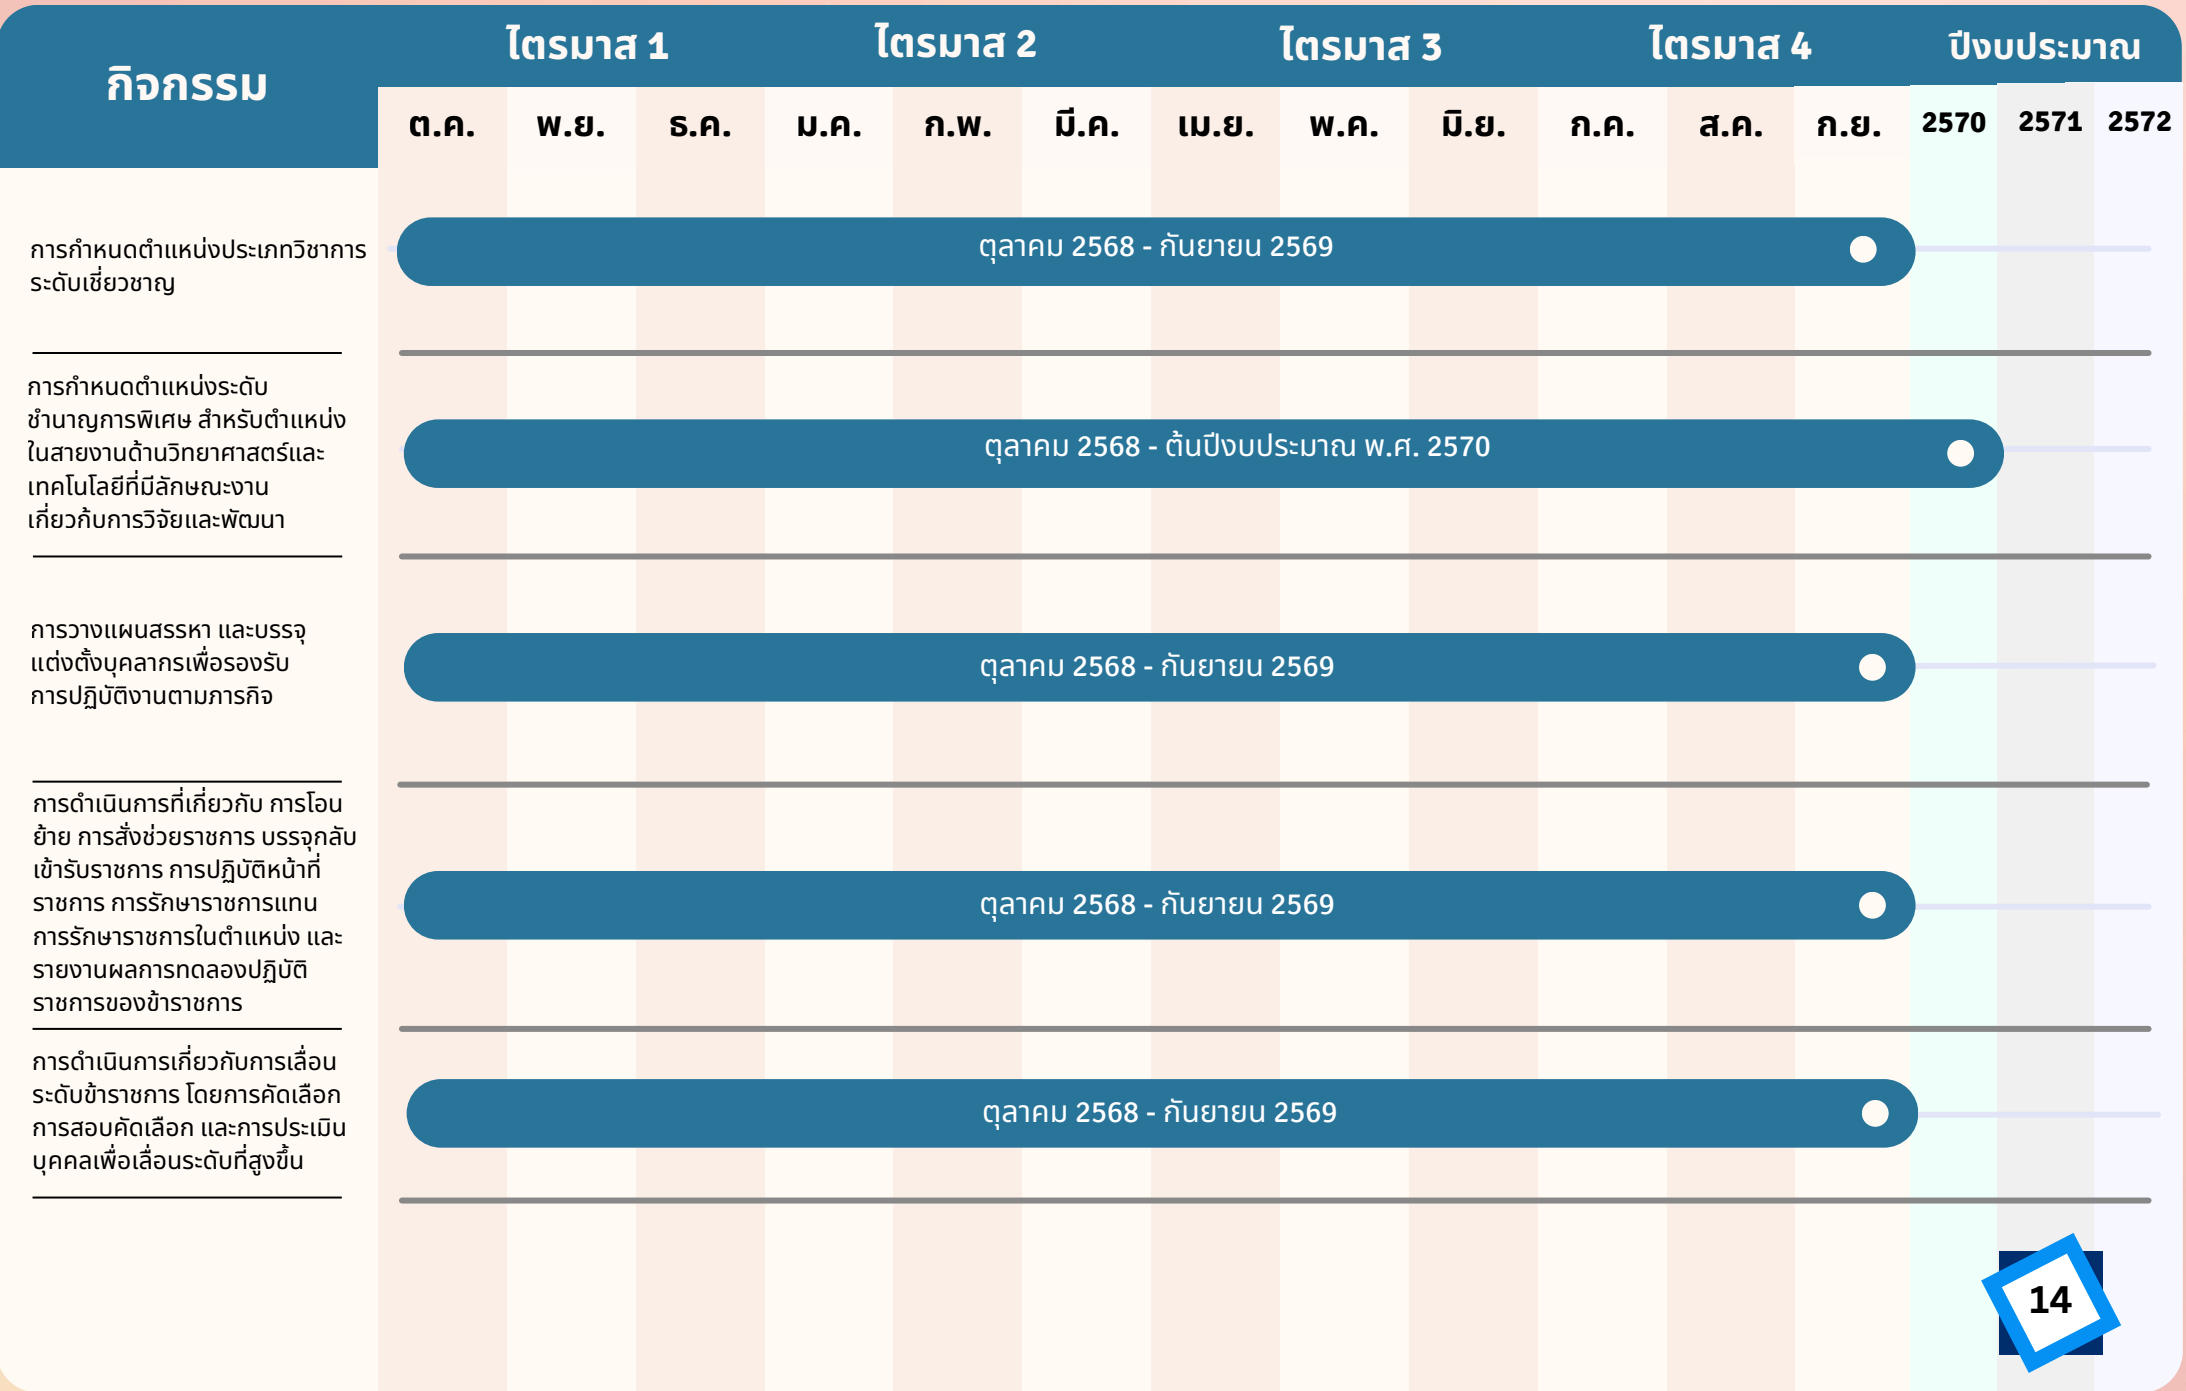 กิจกรรม
ไตรมาส 1
ไตรมาส 2
ไตรมาส 3
ไตรมาส 4
ปีงบประมาณ
ต.ค.
พ.ย.
ธ.ค.
ม.ค.
ก.พ.
มี.ค.
เม.ย.
พ.ค.
มิ.ย.
ก.ค.
ส.ค.
ก.ย.
2570
2571
2572
การกำหนดตำแหน่งประเภทวิชาการ
ระดับเชี่ยวชาญ
ตุลาคม 2568 - กันยายน 2569
การกำหนดตำแหน่งระดับ
ชำนาญการพิเศษ สำหรับตำแหน่ง
ในสายงานด้านวิทยาศาสตร์และ
เทคโนโลยีที่มีลักษณะงาน
เกี่ยวกับการวิจัยและพัฒนา
ตุลาคม 2568 - ต้นปีงบประมาณ พ.ศ. 2570
การวางแผนสรรหา และบรรจุ
แต่งตั้งบุคลากรเพื่อรองรับ
การปฏิบัติงานตามภารกิจ
ตุลาคม 2568 - กันยายน 2569
การดำเนินการที่เกี่ยวกับ การโอน
ย้าย การสั่งช่วยราชการ บรรจุกลับ
เข้ารับราชการ การปฏิบัติหน้าที่
ราชการ การรักษาราชการแทน
การรักษาราชการในตำแหน่ง และ
รายงานผลการทดลองปฏิบัติ
ราชการของข้าราชการ
ตุลาคม 2568 - กันยายน 2569
การดำเนินการเกี่ยวกับการเลื่อน
ระดับข้าราชการ โดยการคัดเลือก
การสอบคัดเลือก และการประเมิน
บุคคลเพื่อเลื่อนระดับที่สูงขึ้น
ตุลาคม 2568 - กันยายน 2569
14